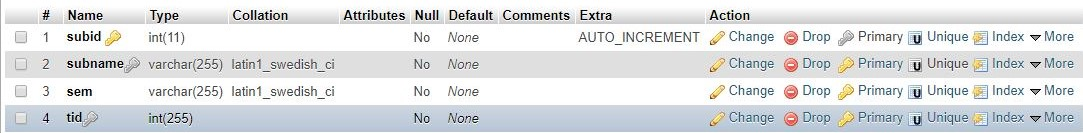 # Name Type Collation Attributes Null Default Comments Extra Action
1 subid int(11) No None AUTO_INCREMENT Change Drop Primary Unique Index More
2 subname varchar(255) latin1_swedish_ci No None Change Drop Primary Unique Index More
3 sem varchar(255) latin1_swedish_ci No None Change Drop Primary Unique Index More
4 tid int(255) No None Change Drop Primary Unique Index More